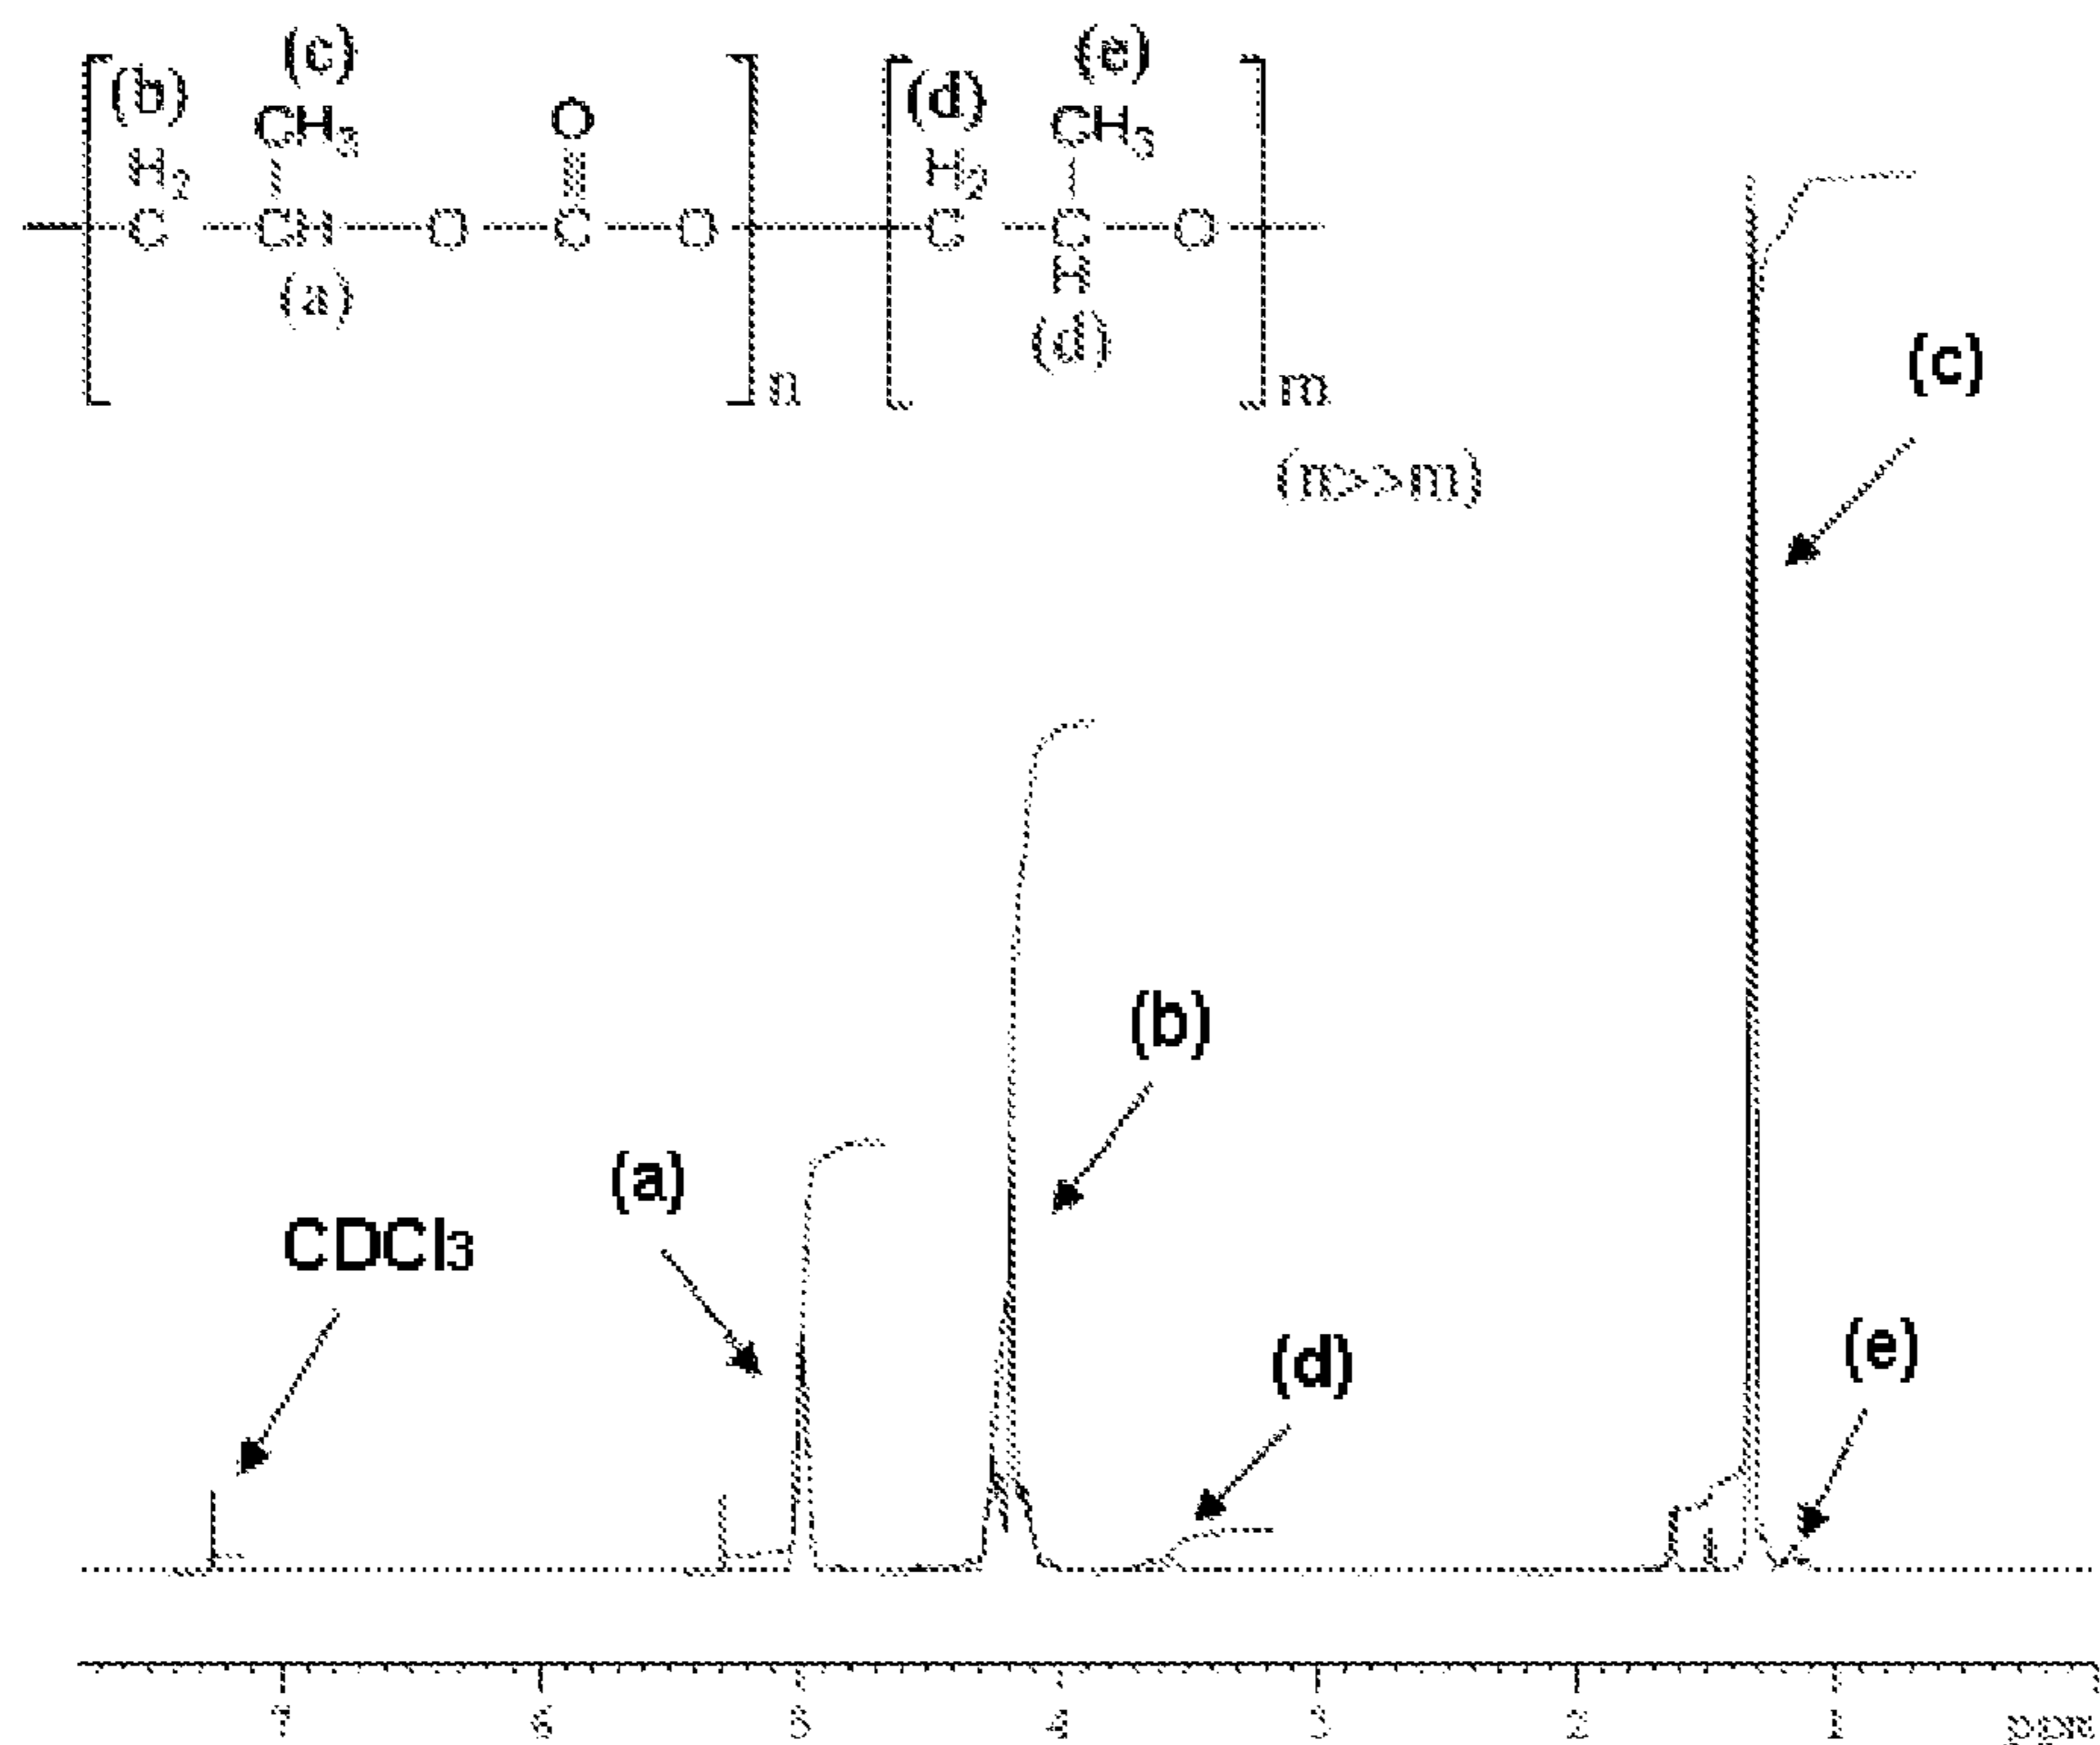 (c) (e)
(b) (d)
CH3 O CH3
H2 H2
C CH O C O C C O
(a) H
(d)
n m
(n>>m)
(c)
(b)
(a)
CDCl3
(d)
(e)
7 6 5 4 3 2 1 ppm